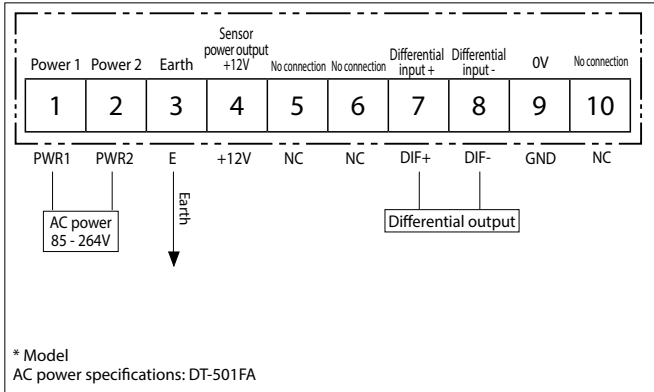 Power 1 Power 2 Earth Sensor power output +12V No connection No connection Differential input + Differential input - 0V No connection
1 2 3 4 5 6 7 8 9 10
PWR1 PWR2 E +12V NC NC DIF+ DIF- GND NC
AC power
85 - 264V
Earth
Differential output
* Model
AC power specifications: DT-501FA